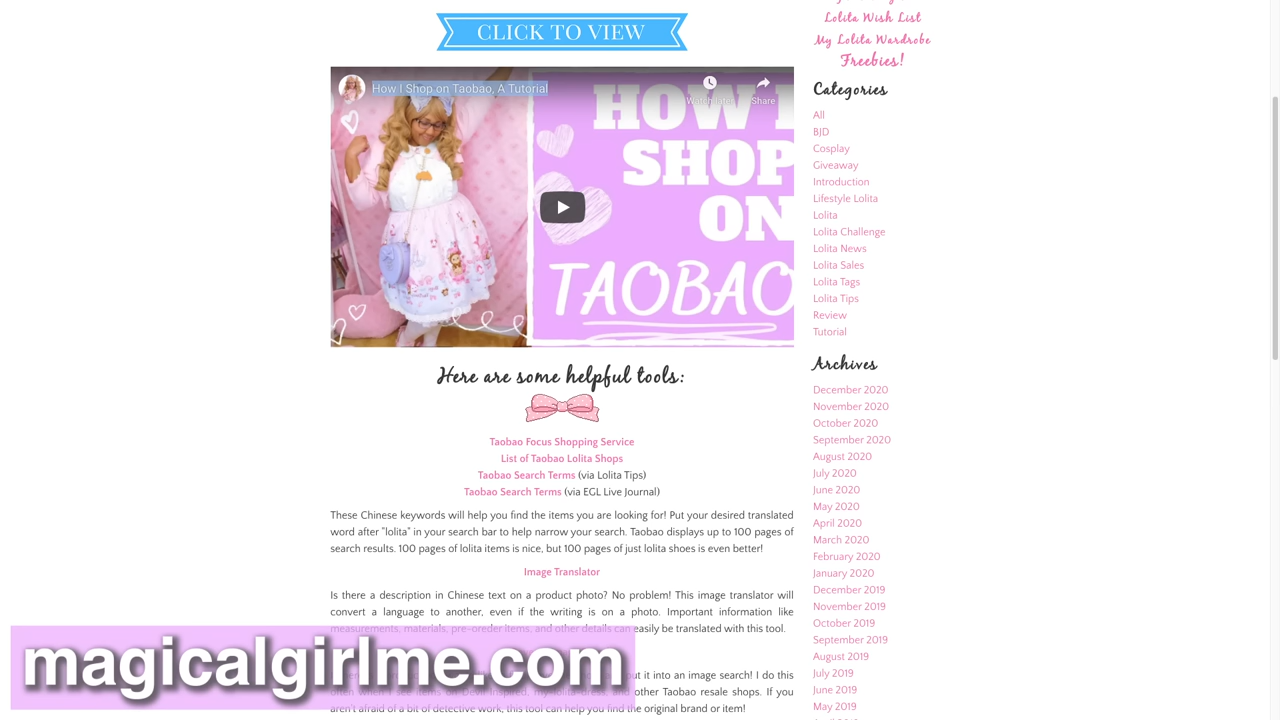 CLICK TO VIEW
How I Shop on Taobao, A Tutorial
Watch later
Share
HOW I
SHOP
ON
TAOBAO
Here are some helpful tools:
Taobao Focus Shopping Service
List of Taobao Lolita Shops
Taobao Search Terms (via Lolita Tips)
Taobao Search Terms (via EGL Live Journal)
These Chinese keywords will help you find the items you are looking for! Put your desired translated
word after "lolita" in your search bar to help narrow your search. Taobao displays up to 100 pages of
search results. 100 pages of lolita items is nice, but 100 pages of just lolita shoes is even better!
Image Translator
Is there a description in Chinese text on a product photo? No problem! This image translator will
convert a language to another, even if the writing is on a photo. Important information like
measurements, materials, pre-oreder items, and other details can easily be translated with this tool.
it into an image search! I do this
often when I see items on Devil Inspired, my-lolita-dress, and other Taobao resale shops. If you
aren't afraid of a bit of detective work, this tool can help you find the original brand or item!
magicalgirlme.com
Lolita Wish List
My Lolita Wardrobe
Freebies!
Categories
All
BJD
Cosplay
Giveaway
Introduction
Lifestyle Lolita
Lolita
Lolita Challenge
Lolita News
Lolita Sales
Lolita Tags
Lolita Tips
Review
Tutorial
Archives
December 2020
November 2020
October 2020
September 2020
August 2020
July 2020
June 2020
May 2020
April 2020
March 2020
February 2020
January 2020
December 2019
November 2019
October 2019
September 2019
August 2019
July 2019
June 2019
May 2019